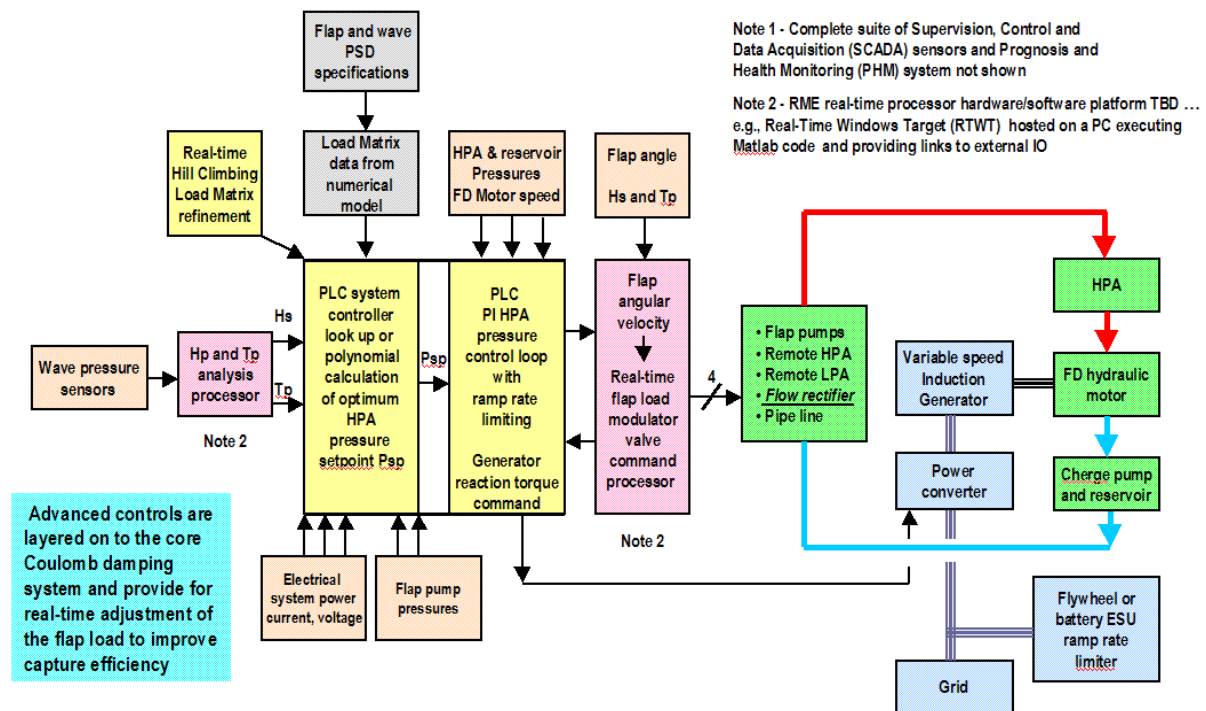 Flap and wave
PSD
specifications
Note 1 - Complete suite of Supervision, Control and
Data Acquisition (SCADA) sensors and Prognosis and
Health Monitoring (PHM) system not shown
Note 2 - RME real-time processor hardware/software platform TBD ...
e.g., Real-Time Windows Target (RTWT) hosted on a PC executing
Matlab code and providing links to external IO
Real-time
Hill Climbing
Load Matrix
refinement
Load Matrix
data from
numerical
model
HPA & reservoir
Pressures
FD Motor speed
Flap angle
Hs and Tp
Wave pressure
sensors
Hp and Tp
analysis
processor
Note 2
Hs
Tp
PLC system
controller
look up or
polynomial
calculation
of optimum
HPA
pressure
setpoint Psp
Psp
PLC
PI HPA
pressure
control loop
with
ramp rate
limiting
Generator
reaction torque
command
Flap
angular
velocity
Real-time
flap load
modulator
valve
command
processor
Note 2
4
• Flap pumps
• Remote HPA
• Remote LPA
• Flow rectifier
• Pipe line
HPA
Variable speed
Induction
Generator
FD hydraulic
motor
Power
converter
Cherge pump
and reservoir
Advanced controls are
layered on to the core
Coulomb damping
system and provide for
real-time adjustment of
the flap load to improve
capture efficiency
Electrical
system power
current, voltage
Flap pump
pressures
Flywheel or
battery ESU
ramp rate
limiter
Grid